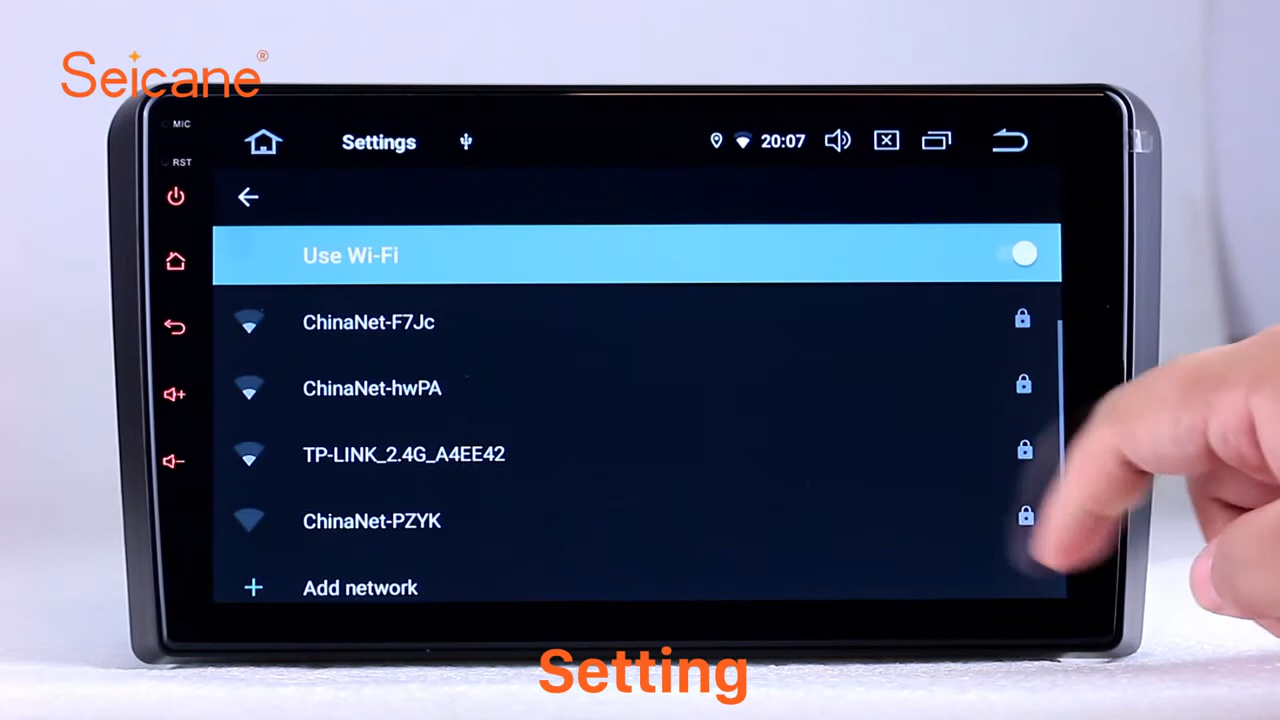 Seicane®
MIC
Settings 20:07
RST
Use Wi-Fi
ChinaNet-F7Jc
ChinaNet-hwPA
TP-LINK_2.4G_A4EE42
ChinaNet-PZYK
Add network
Setting